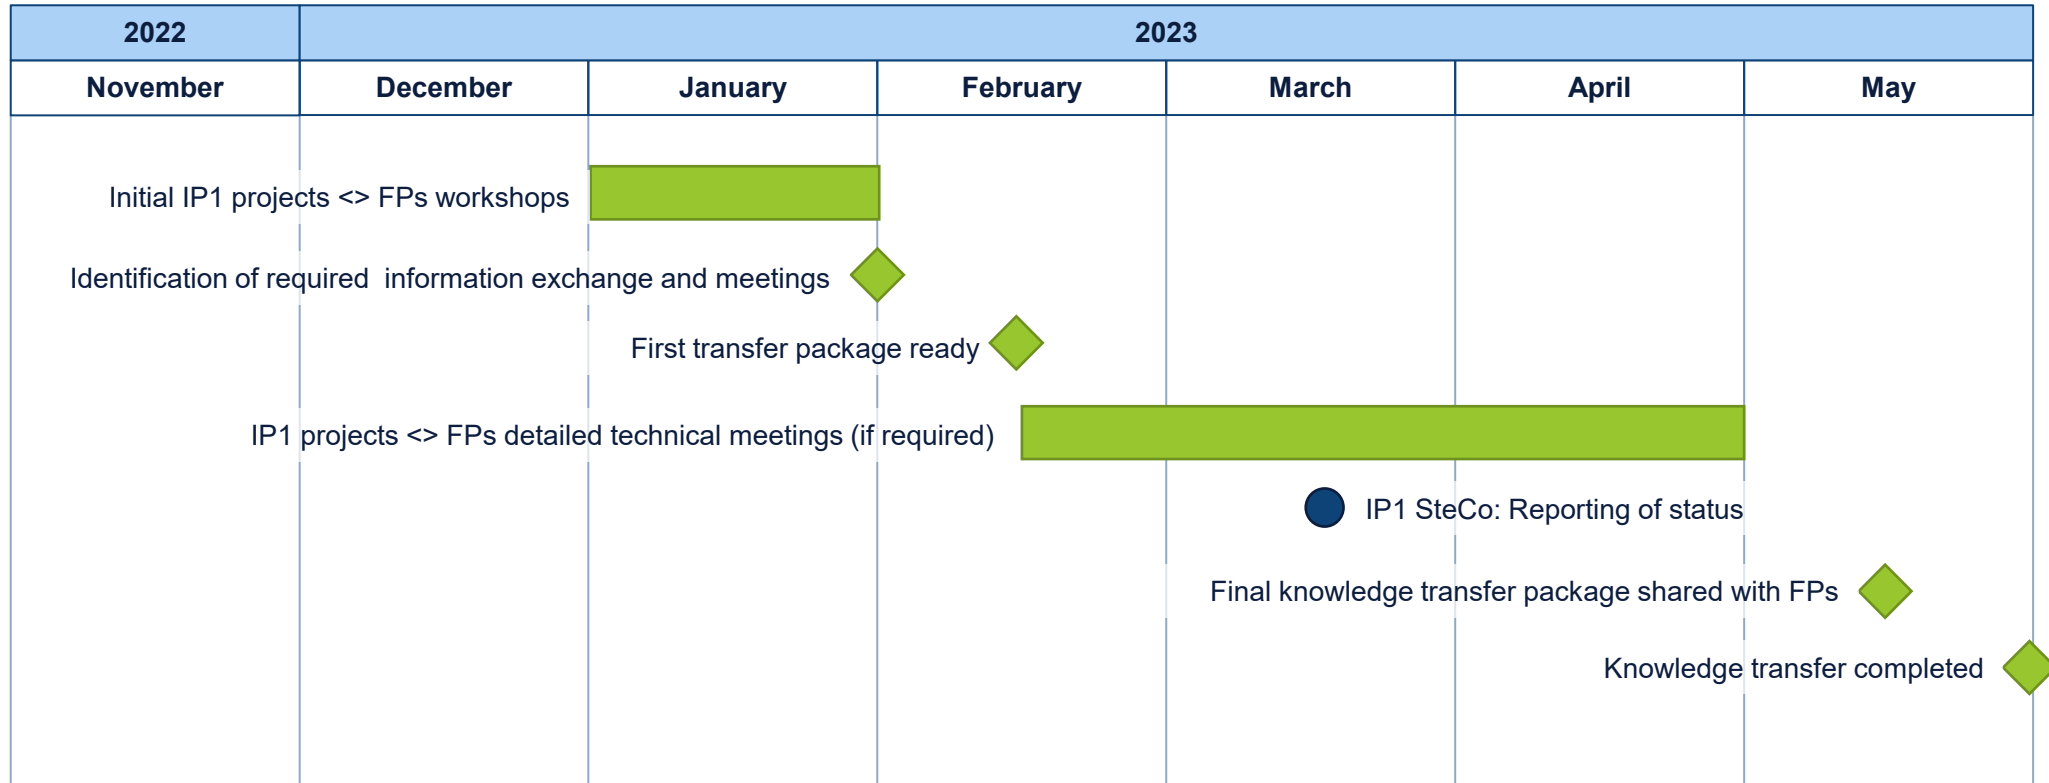 2022 2023
November December January February March April May
Initial IP1 projects <> FPs workshops
Identification of required  information exchange and meetings
First transfer package ready
IP1 projects <> FPs detailed technical meetings (if required)
IP1 SteCo: Reporting of status
Final knowledge transfer package shared with FPs
Knowledge transfer completed